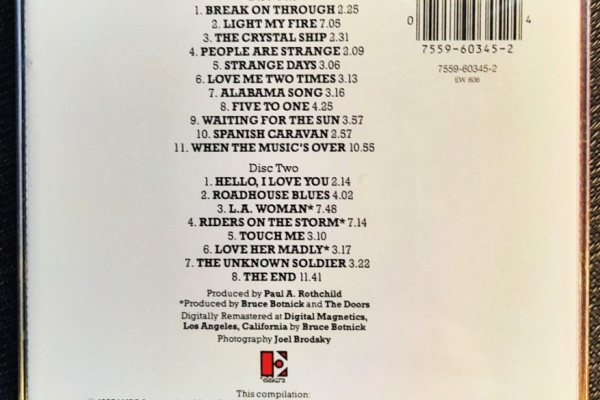 1. BREAK ON THROUGH 2.25
2. LIGHT MY FIRE 7.05
3. THE CRYSTAL SHIP 2.31
4. PEOPLE ARE STRANGE 2.09
5. STRANGE DAYS 3.06
6. LOVE ME TWO TIMES 3.13
7. ALABAMA SONG 3.16
8. FIVE TO ONE 4.25
9. WAITING FOR THE SUN 3.57
10. SPANISH CARAVAN 2.57
11. WHEN THE MUSIC'S OVER 10.55
Disc Two
1. HELLO, I LOVE YOU 2.14
2. ROADHOUSE BLUES 4.02
3. L.A. WOMAN* 7.48
4. RIDERS ON THE STORM* 7.14
5. TOUCH ME 3.10
6. LOVE HER MADLY* 3.17
7. THE UNKNOWN SOLDIER 3.22
8. THE END 11.41
Produced by Paul A. Rothchild
*Produced by Bruce Botnick and The Doors
Digitally Remastered at Digital Magnetics,
Los Angeles, California by Bruce Botnick
Photography Joel Brodsky
elektra
This compilation:
0 4
7559-60345-2
7559-60345-2
EW 806